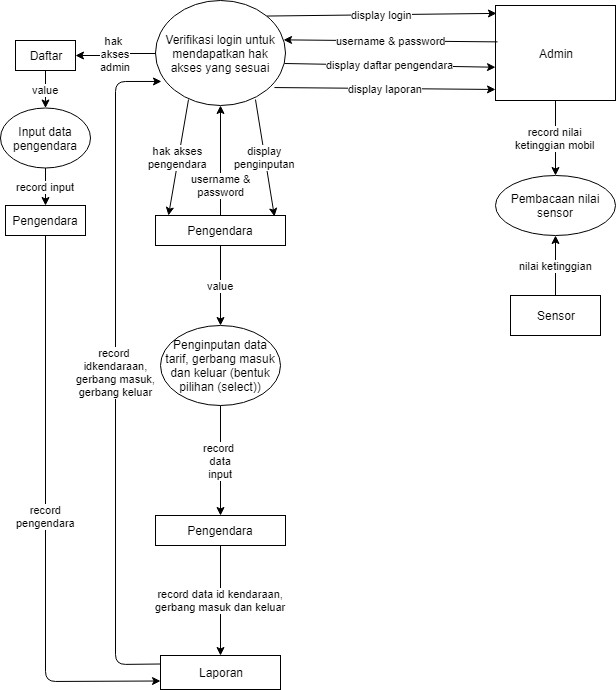 display login
username & password
display daftar pengendara
display laporan
Admin
Verifikasi login untuk
mendapatkan hak
akses yang sesuai
hak
akses
admin
Daftar
value
Input data
pengendara
record input
Pengendara
hak akses
pengendara
username &
password
display
penginputan
Pengendara
record nilai
ketinggian mobil
Pembacaan nilai
sensor
nilai ketinggian
Sensor
value
Penginputan data
tarif, gerbang masuk
dan keluar (bentuk
pilihan (select))
record
idkendaraan,
gerbang masuk,
gerbang keluar
record
data
input
record
pengendara
Pengendara
record data id kendaraan,
gerbang masuk dan keluar
Laporan